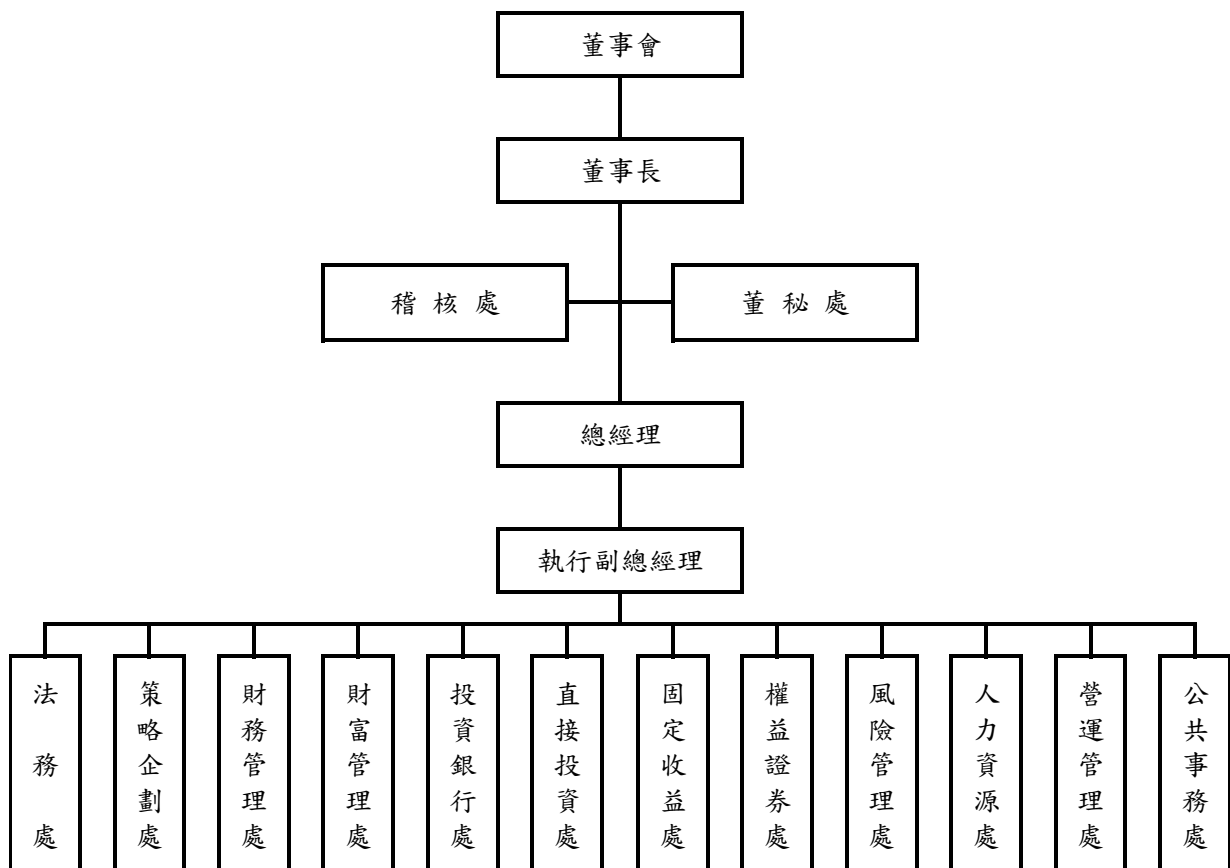 董事會
董事長
稽核處
董秘處
總經理
執行副總經理
法務處
策略企劃處
財務管理處
財富管理處
投資銀行處
直接投資處
固定收益處
權益證券處
風險管理處
人力資源處
營運管理處
公共事務處